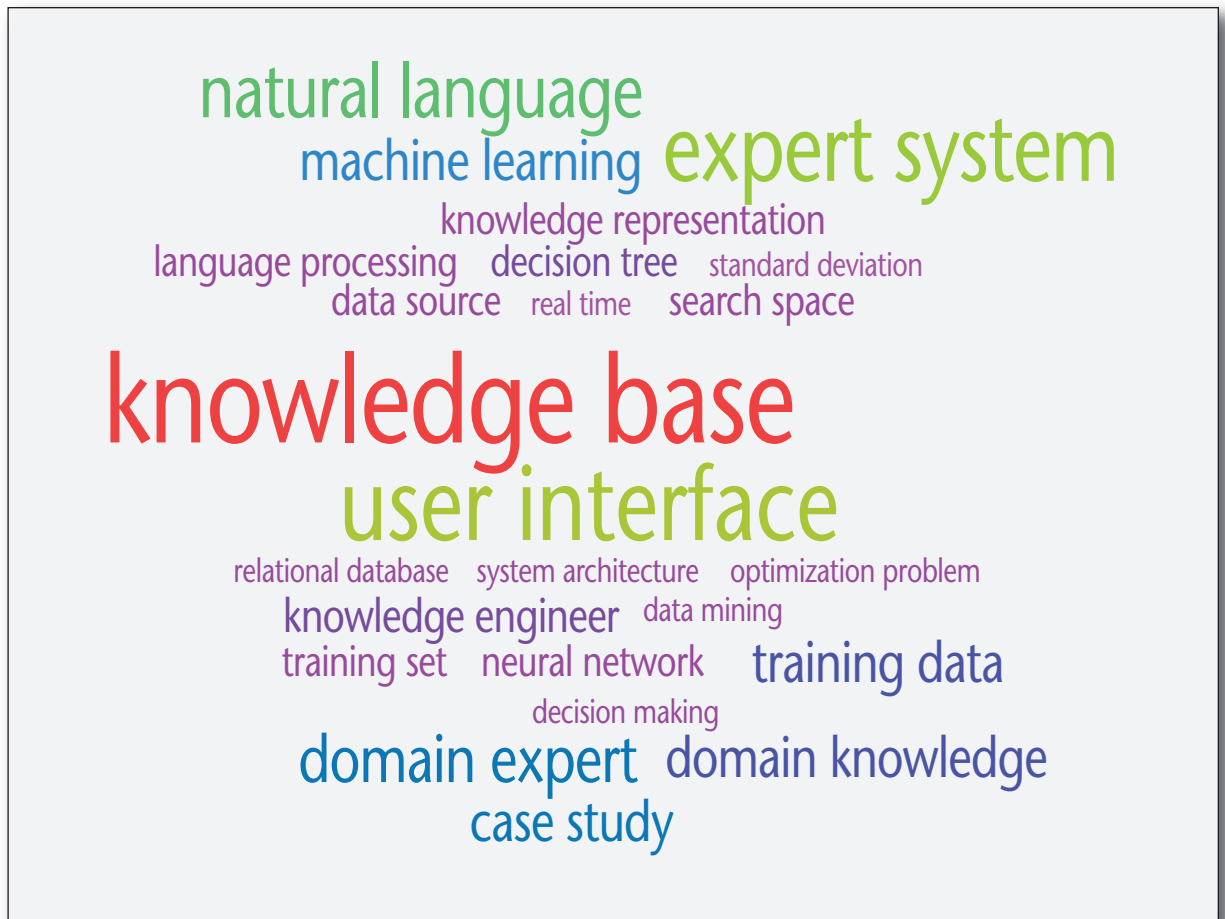 natural language
machine learning expert system
knowledge representation
language processing decision tree standard deviation
data source real time search space
knowledge base
user interface
relational database system architecture optimization problem
knowledge engineer data mining
training set neural network training data
decision making
domain expert domain knowledge
case study